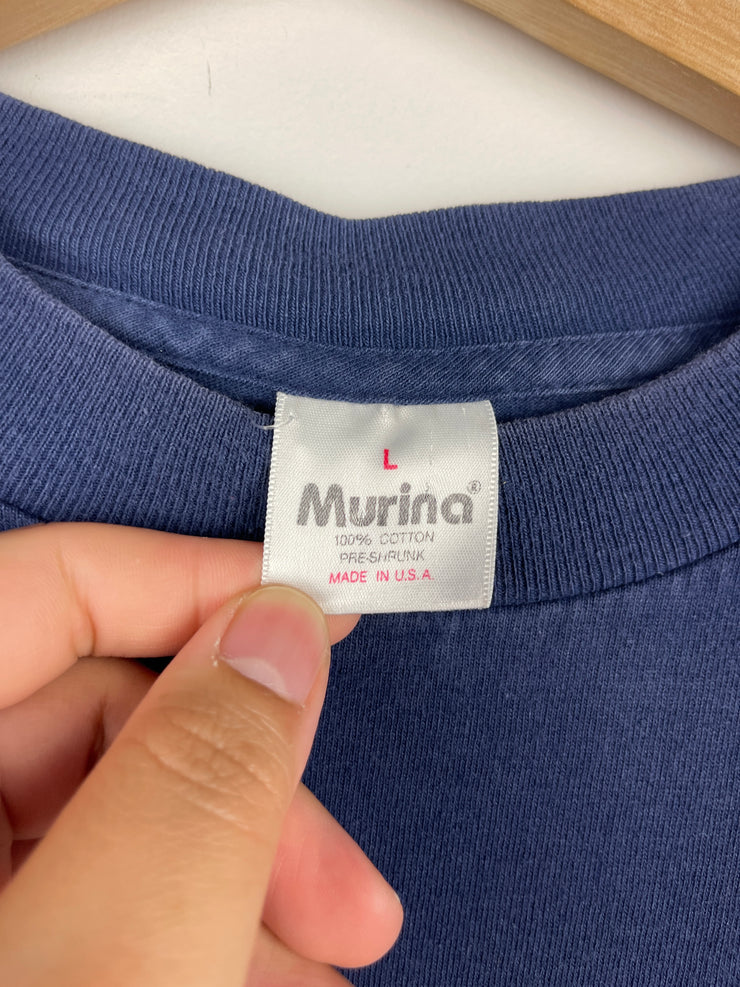 L
Murina®
100% COTTON
PRE-SHRUNK
MADE IN U.S.A.